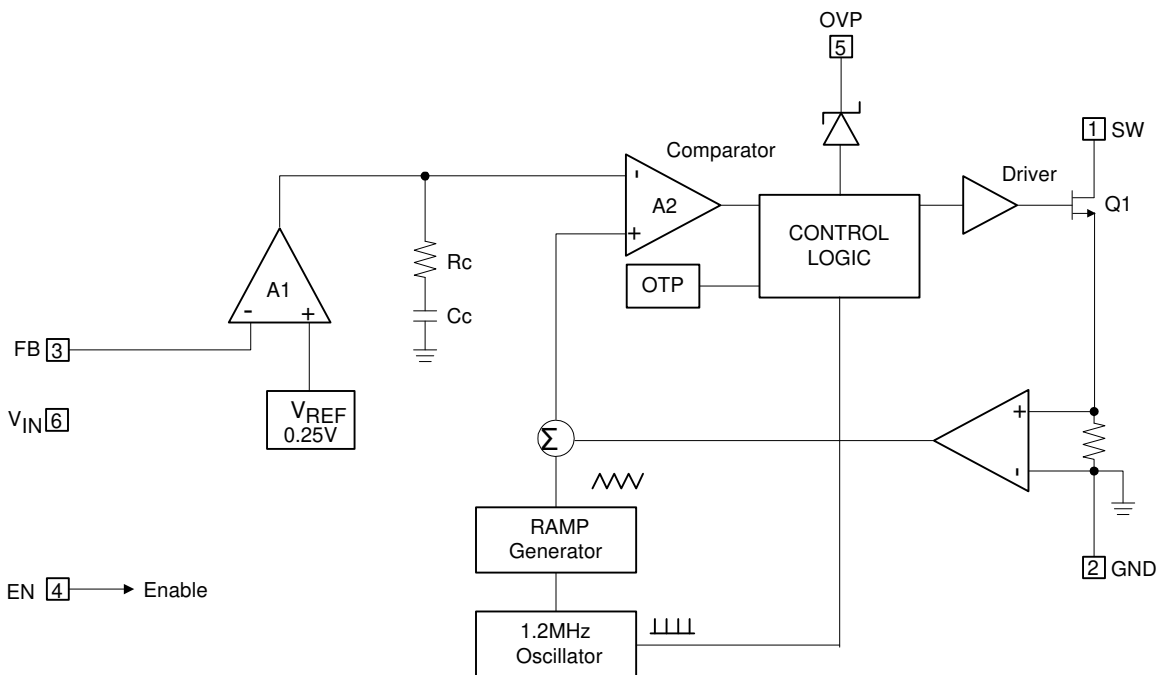 OVP
5
1 SW
Comparator
Driver
-
A2
+
Q1
CONTROL
LOGIC
Rc
OTP
A1
- +
Cc
FB 3
VREF
0.25V
VIN 6
+
Σ
-
RAMP
Generator
2 GND
EN 4 Enable
1.2MHz
Oscillator